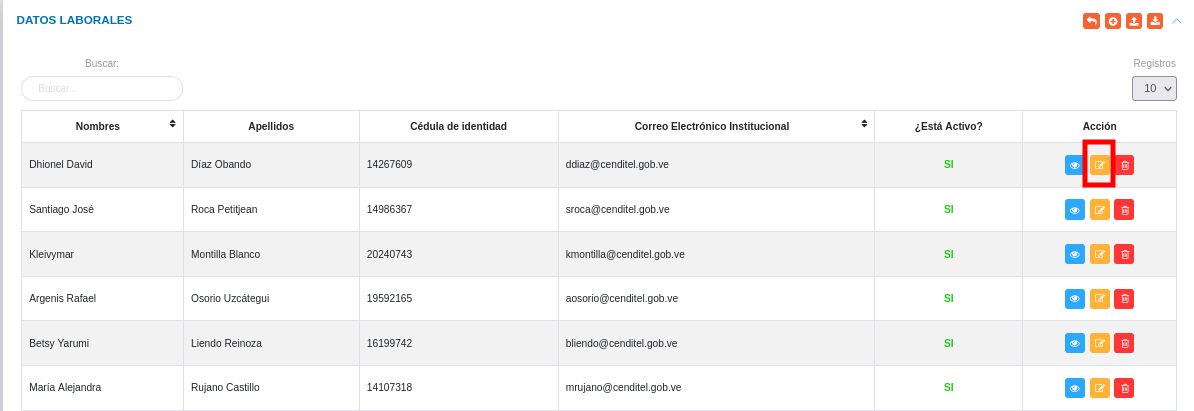 DATOS LABORALES
Buscar:
Registros
Buscar...
10
Nombres Apellidos Cédula de identidad Correo Electrónico Institucional ¿Está Activo? Acción
Dhionel David Díaz Obando 14267609 ddiaz@cenditel.gob.ve SI
Santiago José Roca Petitjean 14986367 sroca@cenditel.gob.ve SI
Kleivymar Montilla Blanco 20240743 kmontilla@cenditel.gob.ve SI
Argenis Rafael Osorio Uzcátegui 19592165 aosorio@cenditel.gob.ve SI
Betsy Yarumi Liendo Reinoza 16199742 bliendo@cenditel.gob.ve SI
María Alejandra Rujano Castillo 14107318 mrujano@cenditel.gob.ve SI